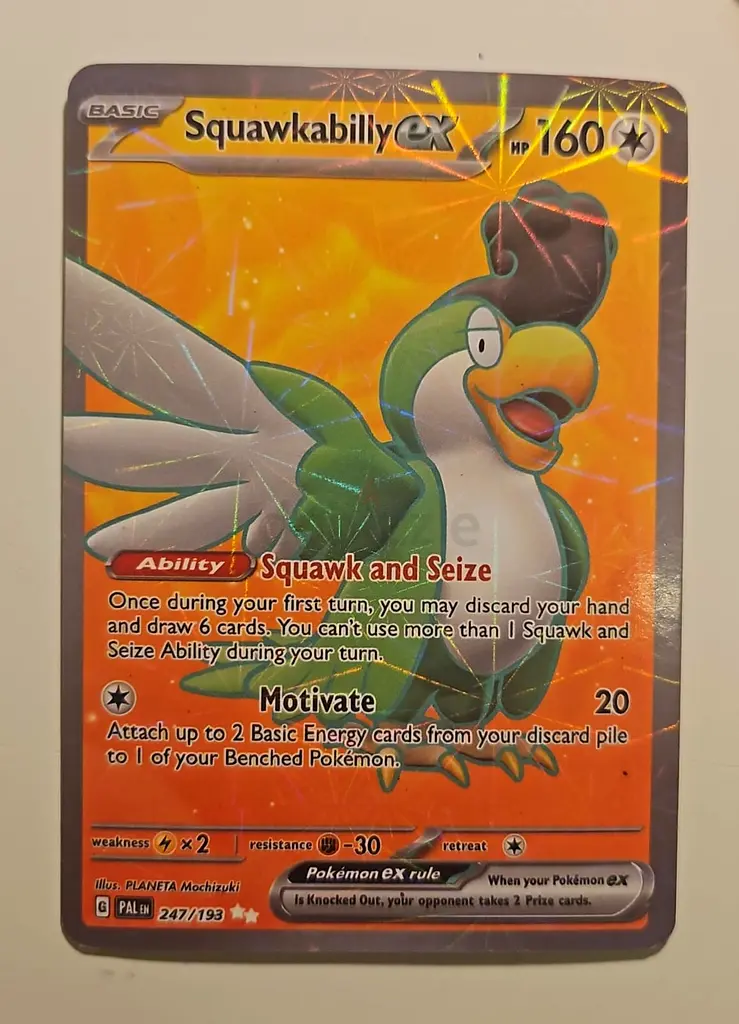 BASIC
Squawkabilly ex HP 160
Ability Squawk and Seize
Once during your first turn, you may discard your hand
and draw 6 cards. You can't use more than 1 Squawk and
Seize Ability during your turn.
Motivate 20
Attach up to 2 Basic Energy cards from your discard pile
to 1 of your Benched Pokémon.
weakness ×2 resistance -30 retreat
Illus. PLANETA Mochizuki
Pokémon ex rule When your Pokémon ex
is Knocked Out, your opponent takes 2 Prize cards.
G PAL EN 247/193